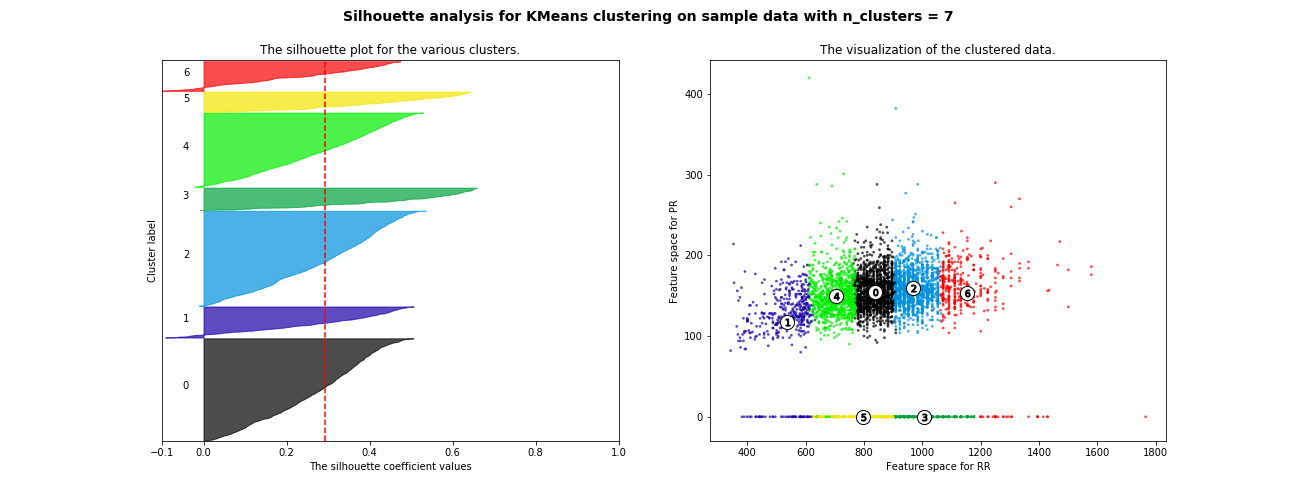 Silhouette analysis for KMeans clustering on sample data with n_clusters = 7
The silhouette plot for the various clusters.
6
5
4
3
2
1
0
Cluster label
−0.1 0.0 0.2 0.4 0.6 0.8 1.0
The silhouette coefficient values
The visualization of the clustered data.
400
300
200
100
0
Feature space for PR
1 4 0 2 6
5 3
400 600 800 1000 1200 1400 1600 1800
Feature space for RR